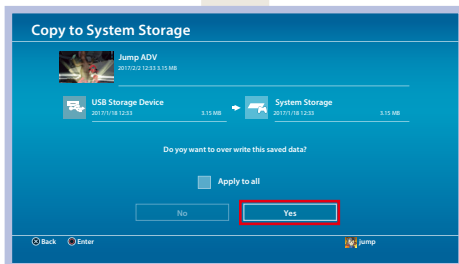 Copy to System Storage
Jump ADV
2017/2/2 12:33 3.15 MB
USB Storage Device
2017/1/18 12:53 3.15 MB
System Storage
2017/1/18 12:53 3.15 MB
Do yoy want to over write this saved data?
Apply to all
No Yes
Back Enter jump